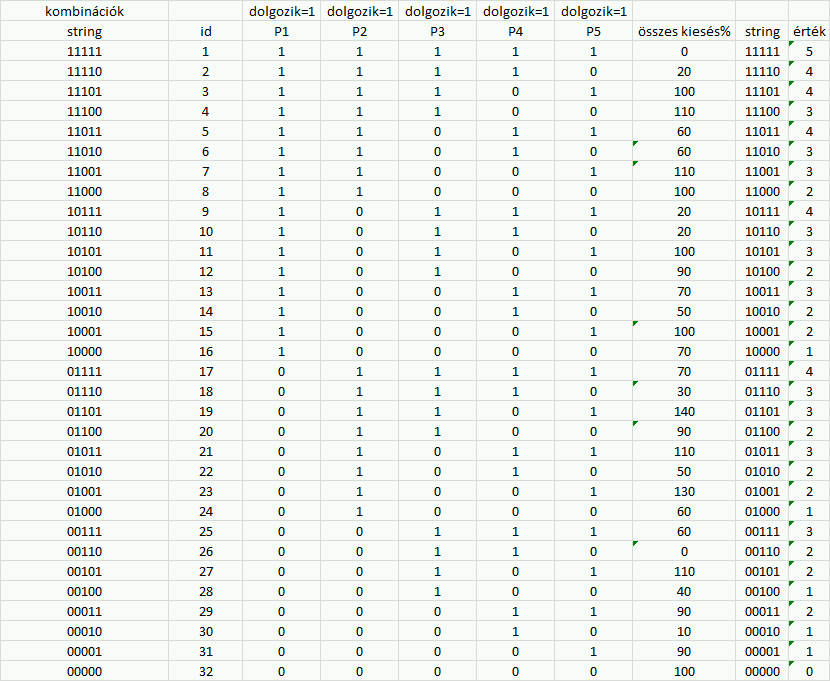 kombinációk dolgozik=1 dolgozik=1 dolgozik=1 dolgozik=1 dolgozik=1
string id P1 P2 P3 P4 P5 összes kiesés% string érték
11111 1 1 1 1 1 1 0 11111 5
11110 2 1 1 1 1 0 20 11110 4
11101 3 1 1 1 0 1 100 11101 4
11100 4 1 1 1 0 0 110 11100 3
11011 5 1 1 0 1 1 60 11011 4
11010 6 1 1 0 1 0 60 11010 3
11001 7 1 1 0 0 1 110 11001 3
11000 8 1 1 0 0 0 100 11000 2
10111 9 1 0 1 1 1 20 10111 4
10110 10 1 0 1 1 0 20 10110 3
10101 11 1 0 1 0 1 100 10101 3
10100 12 1 0 1 0 0 90 10100 2
10011 13 1 0 0 1 1 70 10011 3
10010 14 1 0 0 1 0 50 10010 2
10001 15 1 0 0 0 1 100 10001 2
10000 16 1 0 0 0 0 70 10000 1
01111 17 0 1 1 1 1 70 01111 4
01110 18 0 1 1 1 0 30 01110 3
01101 19 0 1 1 0 1 140 01101 3
01100 20 0 1 1 0 0 90 01100 2
01011 21 0 1 0 1 1 110 01011 3
01010 22 0 1 0 1 0 50 01010 2
01001 23 0 1 0 0 1 130 01001 2
01000 24 0 1 0 0 0 60 01000 1
00111 25 0 0 1 1 1 60 00111 3
00110 26 0 0 1 1 0 0 00110 2
00101 27 0 0 1 0 1 110 00101 2
00100 28 0 0 1 0 0 40 00100 1
00011 29 0 0 0 1 1 90 00011 2
00010 30 0 0 0 1 0 10 00010 1
00001 31 0 0 0 0 1 90 00001 1
00000 32 0 0 0 0 0 100 00000 0